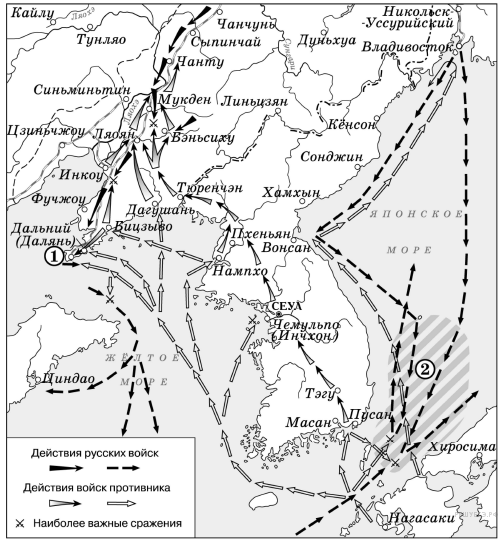 Кайлу
Ляохэ
Чанчунь
Никольск-
-Уссурийский
Тунляо
Сыпинчай
Дуньхуа
Владивосток
Чанту
Синьминьтин
Ляохэ
Мукден
Линьцзян
Кёнсон
Цзиньчжоу
Ляоян
Бэньсиху
Сонджин
Инкоу
Тюренчэн
Хамхын
Фучжоу
Дагушань
ЯПОНСКОЕ
МОРЕ
Дальний
(Далянь)
Бицзыво
Пхеньян
Вонсан
1
Нампхо
СЕУЛ
Чемульпо
(Инчхон)
ЖЁЛТОЕ
МОРЕ
2
Циндао
Тэгу
Масан
Пусан
Хиросима
Нагасаки
Действия русских войск
Действия войск противника
Наиболее важные сражения